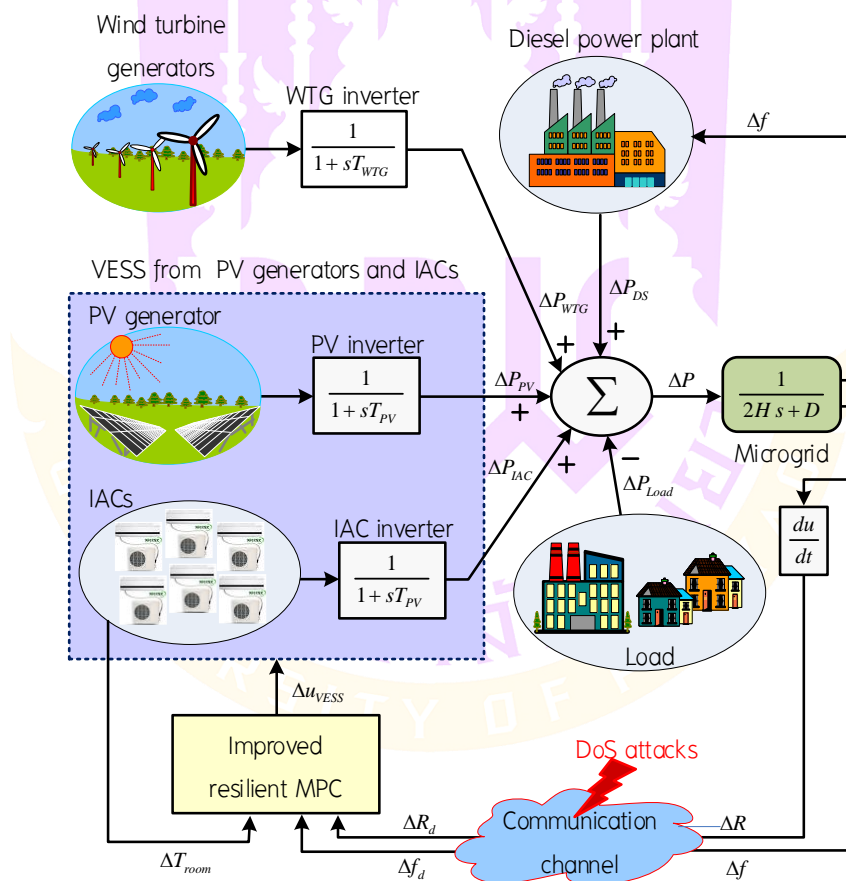 Wind turbine
generators
WTG inverter
1
1 + sT_WTG
Diesel power plant
Δf
VESS from PV generators and IACs
PV generator
PV inverter
1
1 + sT_PV
ΔP_WTG
ΔP_DS
+
+
ΔP_PV
+
Σ
ΔP
1
2H s + D
Microgrid
ΔP_IAC
+
−
ΔP_Load
IACs
IAC inverter
1
1 + sT_PV
du
dt
Load
Δu_VESS
Improved
resilient MPC
DoS attacks
Communication
channel
ΔR_d
ΔR
Δf_d
Δf
ΔT_room